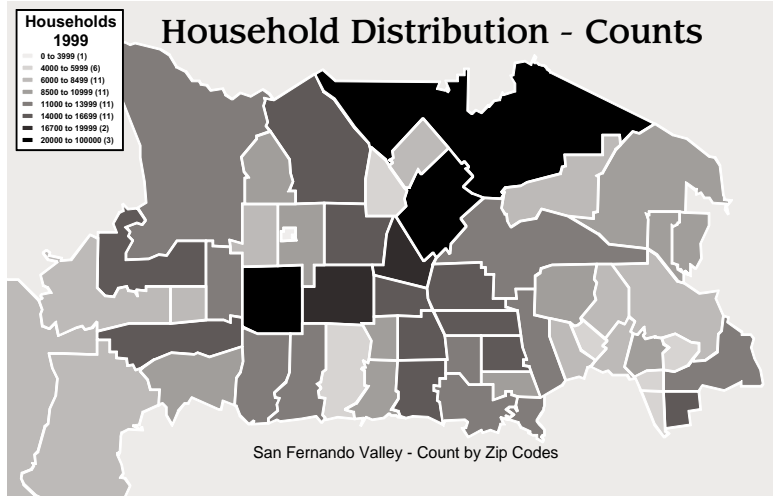 Household Distribution - Counts
Households
1999
0 to 3999 (1)
4000 to 5999 (6)
6000 to 8499 (11)
8500 to 10999 (11)
11000 to 13999 (11)
14000 to 16699 (11)
16700 to 19999 (2)
20000 to 100000 (3)
San Fernando Valley - Count by Zip Codes